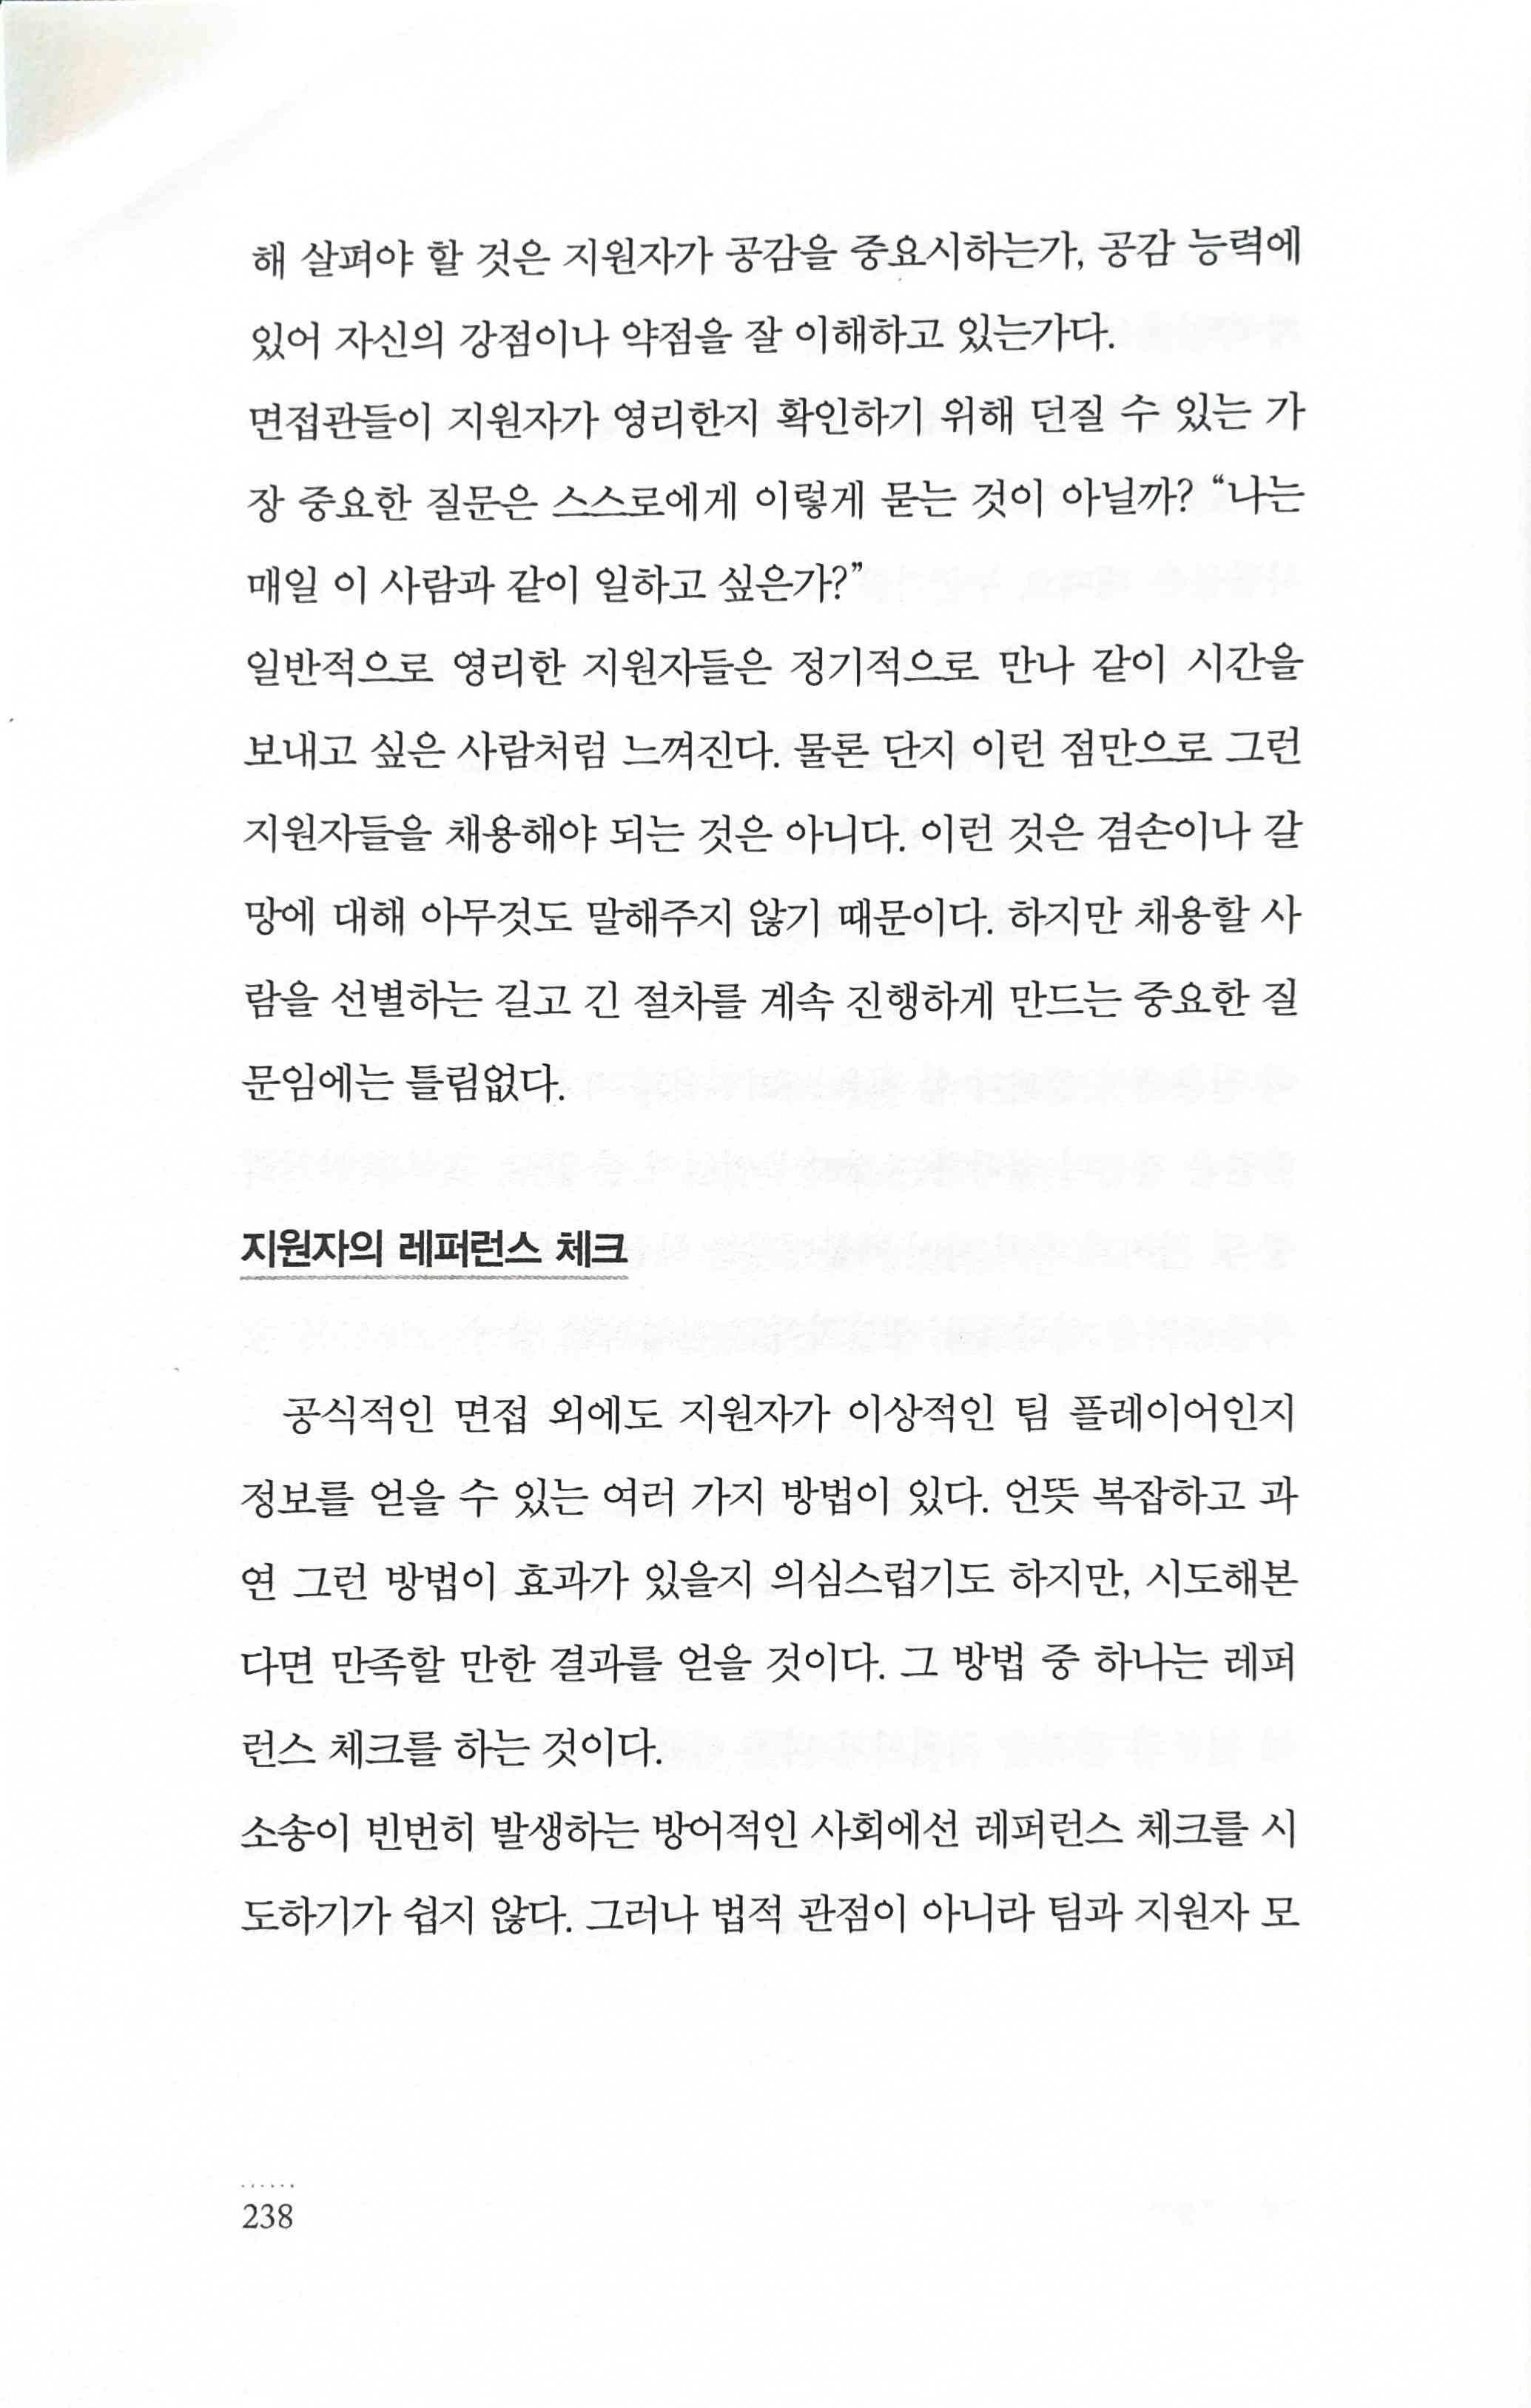 해 살펴야 할 것은 지원자가 공감을 중요시하는가, 공감 능력에
있어 자신의 강점이나 약점을 잘 이해하고 있는가다.
면접관들이 지원자가 영리한지 확인하기 위해 던질 수 있는 가
장 중요한 질문은 스스로에게 이렇게 묻는 것이 아닐까? “나는
매일 이 사람과 같이 일하고 싶은가?”
일반적으로 영리한 지원자들은 정기적으로 만나 같이 시간을
보내고 싶은 사람처럼 느껴진다. 물론 단지 이런 점만으로 그런
지원자들을 채용해야 되는 것은 아니다. 이런 것은 겸손이나 갈
망에 대해 아무것도 말해주지 않기 때문이다. 하지만 채용할 사
람을 선별하는 길고 긴 절차를 계속 진행하게 만드는 중요한 질
문임에는 틀림없다.
지원자의 레퍼런스 체크
공식적인 면접 외에도 지원자가 이상적인 팀 플레이어인지
정보를 얻을 수 있는 여러 가지 방법이 있다. 언뜻 복잡하고 과
연 그런 방법이 효과가 있을지 의심스럽기도 하지만, 시도해본
다면 만족할 만한 결과를 얻을 것이다. 그 방법 중 하나는 레퍼
런스 체크를 하는 것이다.
소송이 빈번히 발생하는 방어적인 사회에선 레퍼런스 체크를 시
도하기가 쉽지 않다. 그러나 법적 관점이 아니라 팀과 지원자 모
238